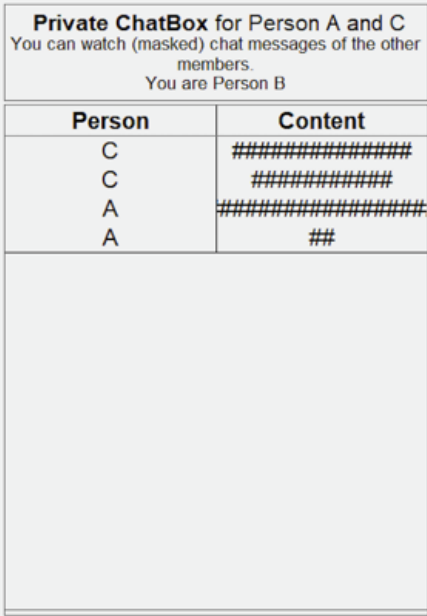 Private ChatBox for Person A and C
You can watch (masked) chat messages of the other
members.
You are Person B
Person Content
C ##############
C ###########
A ################
A ##